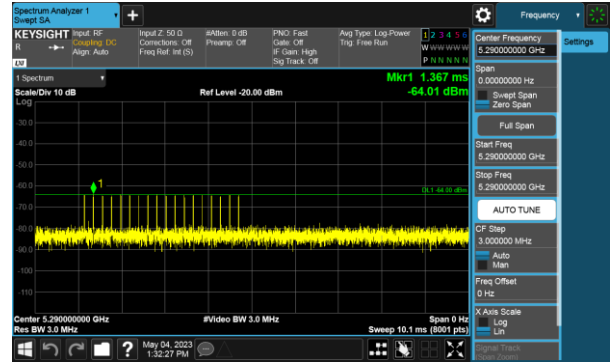 Spectrum Analyzer 1
Swept SA
Frequency
KEYSIGHT Input: RF Input Z: 50 Ω #Atten: 0 dB PNO: Fast Avg Type: Log-Power 1 2 3 4 5 6
R Coupling: DC Corrections: Off Preamp: Off Gate: Off Trig: Free Run W W W W W W
Align: Auto Freq Ref: Int (S) IF Gain: High P N N N N N
LXI Sig Track: Off
1 Spectrum Mkr1 1.367 ms
Scale/Div 10 dB Ref Level -20.00 dBm -64.01 dBm
Log
-30.0
-40.0
-50.0
-60.0
1
DL1 -64.00 dBm
-70.0
-80.0
-90.0
-100
-110
Center 5.290000000 GHz #Video BW 3.0 MHz Span 0 Hz
Res BW 3.0 MHz Sweep 10.1 ms (8001 pts)
May 04, 2023
1:32:27 PM
Center Frequency
5.290000000 GHz
Settings
Span
0.00000000 Hz
Swept Span
Zero Span
Full Span
Start Freq
5.290000000 GHz
Stop Freq
5.290000000 GHz
AUTO TUNE
CF Step
3.000000 MHz
Auto
Man
Freq Offset
0 Hz
X Axis Scale
Log
Lin
Signal Track
(Span Zoom)